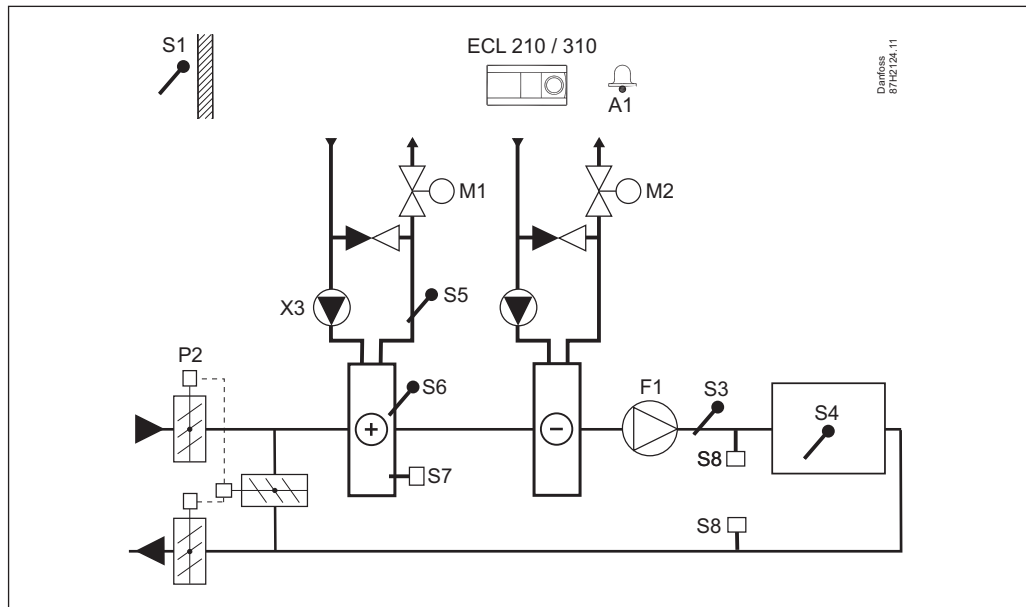 S1
ECL 210 / 310
A1
Danfoss
87H2124.11
M1
M2
S5
X3
P2
S6
F1
S3
S4
S8
S7
S8